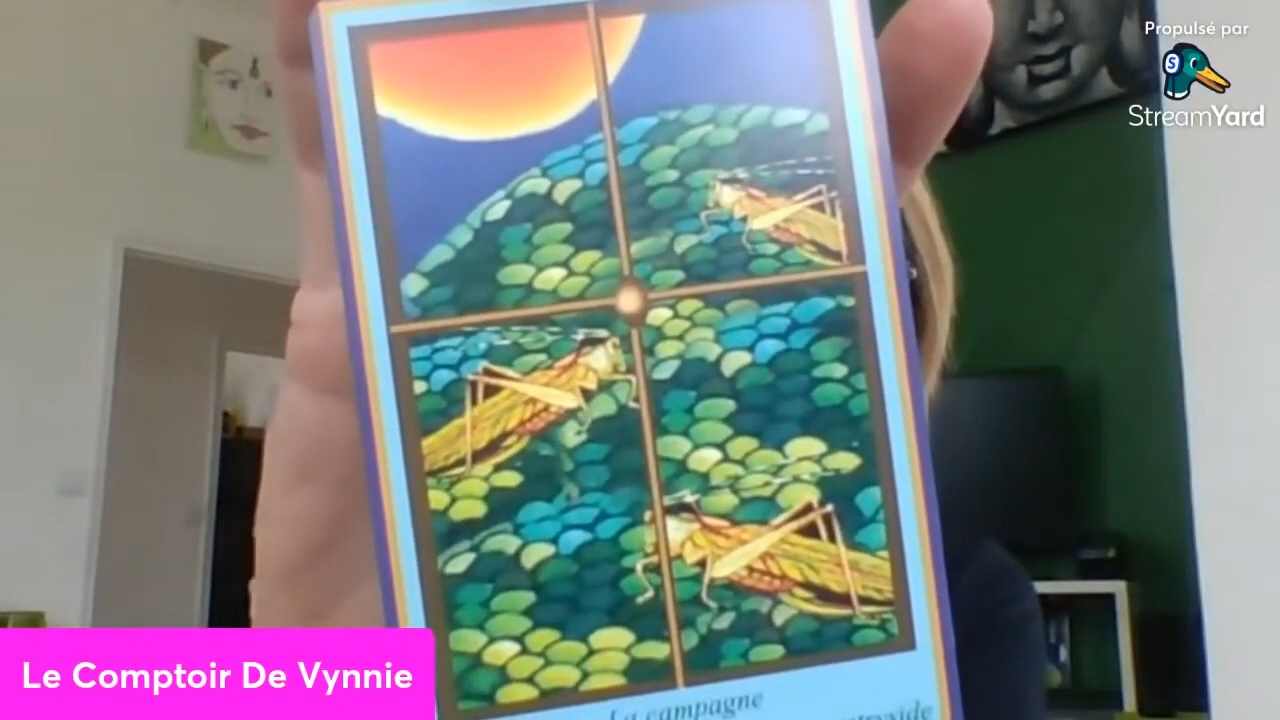 Propulsé par
StreamYard
Le Comptoir De Vynnie
La campagne